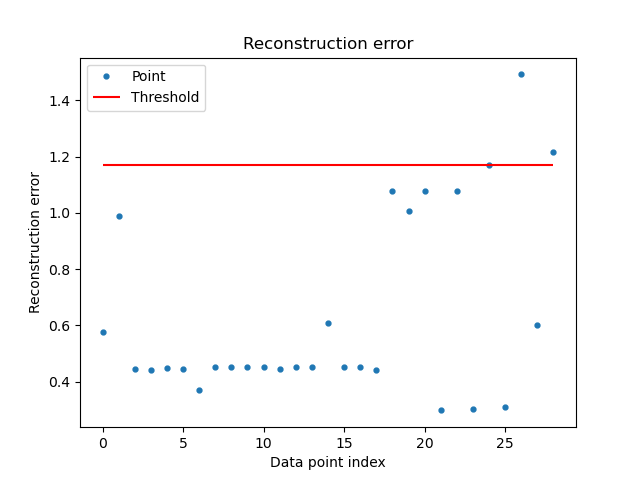 Reconstruction error
Point
Threshold
Reconstruction error
1.4
1.2
1.0
0.8
0.6
0.4
0
5
10
15
20
25
Data point index